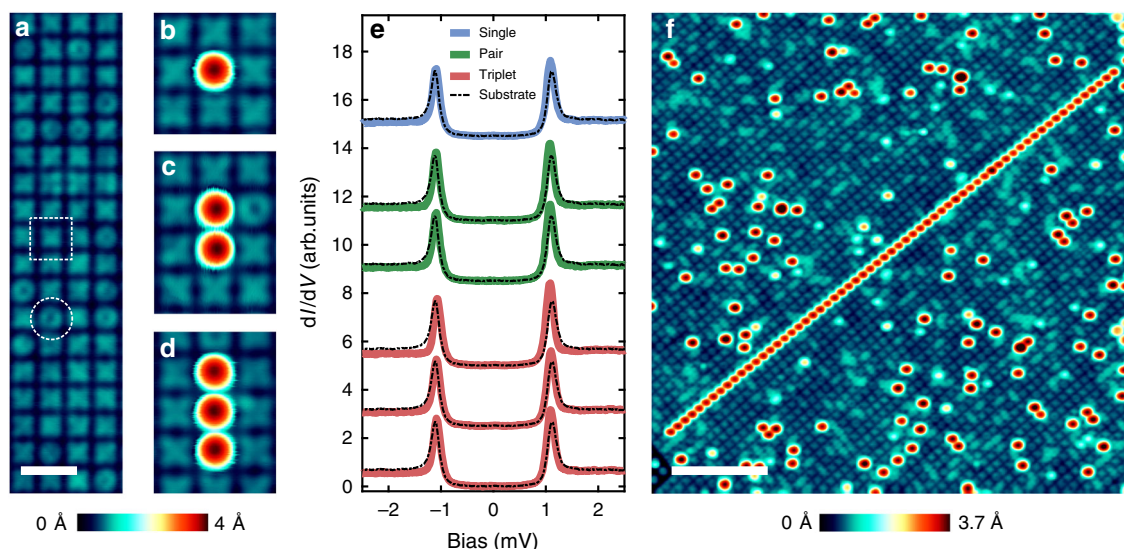 a
b
c
d
0 Å
4 Å
e
Single
Pair
Triplet
Substrate
dI/dV (arb.units)
18
16
14
12
10
8
6
4
2
0
−2
−1
0
1
2
Bias (mV)
f
0 Å
3.7 Å